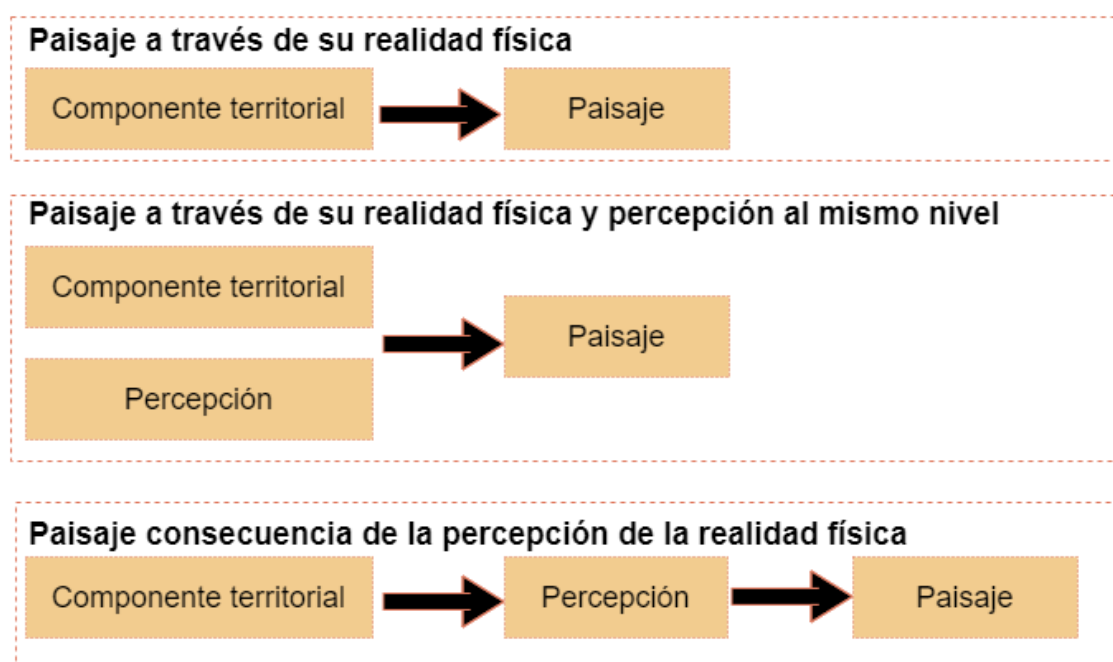 Paisaje a través de su realidad física
Componente territorial
Paisaje
Paisaje a través de su realidad física y percepción al mismo nivel
Componente territorial
Paisaje
Percepción
Paisaje consecuencia de la percepción de la realidad física
Componente territorial
Percepción
Paisaje